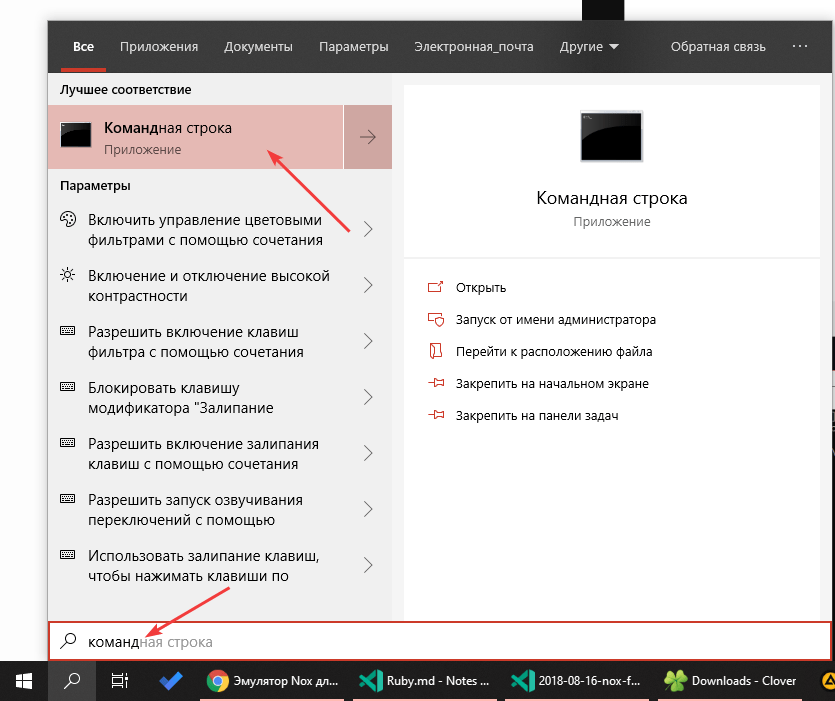 Все Приложения Документы Параметры Электронная_почта Другие Обратная связь ...
Лучшее соответствие
Командная строка
Приложение
Параметры
Включить управление цветовыми
фильтрами с помощью сочетания
Включение и отключение высокой
контрастности
Разрешить включение клавиш
фильтра с помощью сочетания
Блокировать клавишу
модификатора "Залипание
Разрешить включение залипания
клавиш с помощью сочетания
Разрешить запуск озвучивания
переключений с помощью
Использовать залипание клавиш,
чтобы нажимать клавиши по
Командная строка
Приложение
Открыть
Запуск от имени администратора
Перейти к расположению файла
Закрепить на начальном экране
Закрепить на панели задач
командная строка
Эмулятор Nox дл... Ruby.md - Notes ... 2018-08-16-nox-f... Downloads - Clover